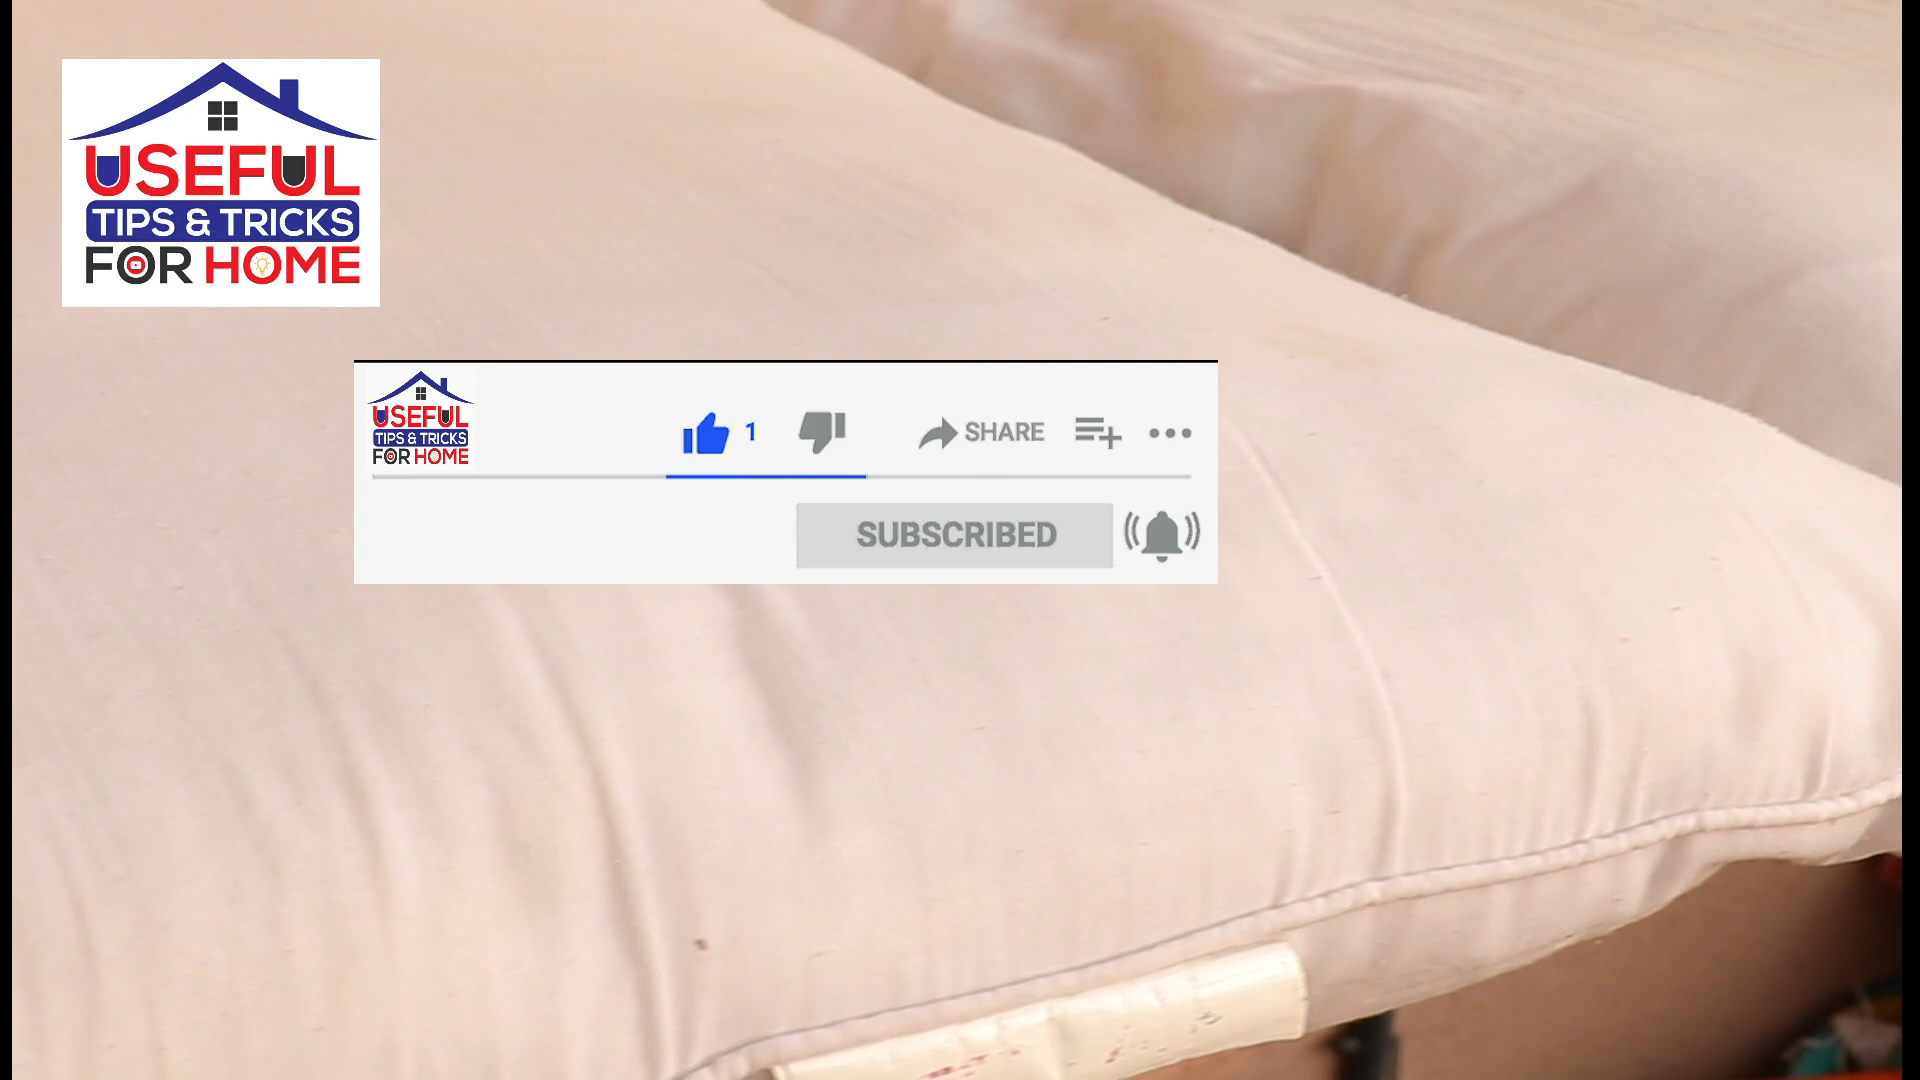 USEFUL
TIPS & TRICKS
FOR HOME
USEFUL
TIPS & TRICKS
FOR HOME
1
SHARE
SUBSCRIBED